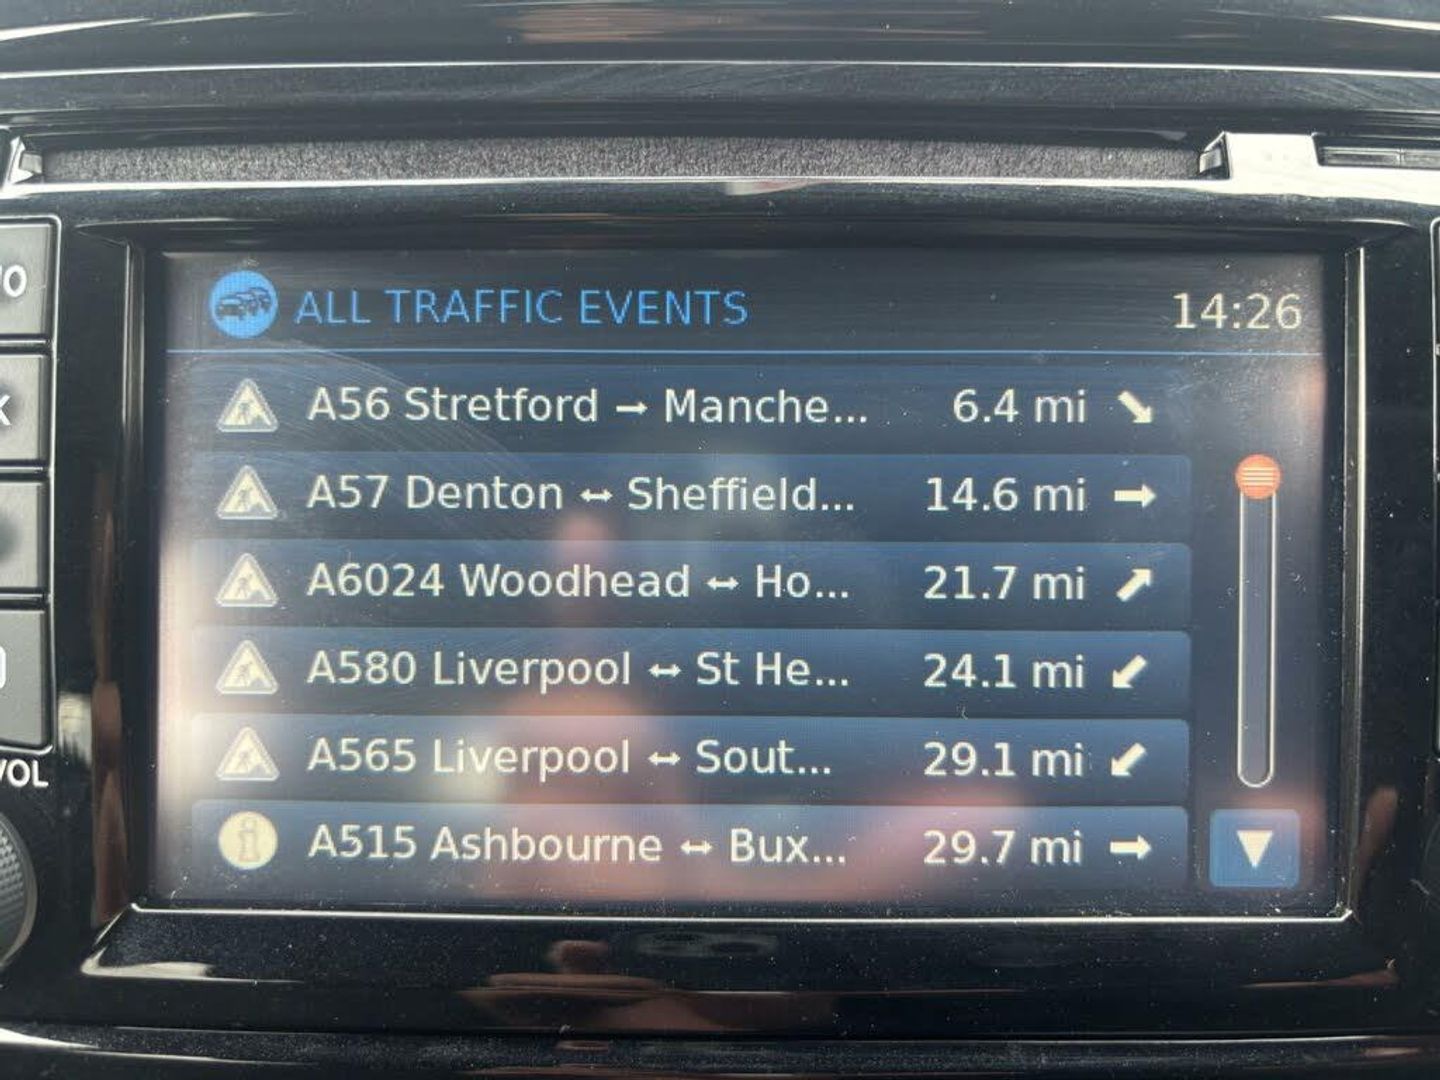 ALL TRAFFIC EVENTS 14:26
A56 Stretford → Manche... 6.4 mi ↘
A57 Denton ↔ Sheffield... 14.6 mi →
A6024 Woodhead ↔ Ho... 21.7 mi ↗
A580 Liverpool ↔ St He... 24.1 mi ↙
A565 Liverpool ↔ Sout... 29.1 mi ↙
A515 Ashbourne ↔ Bux... 29.7 mi →
VOL